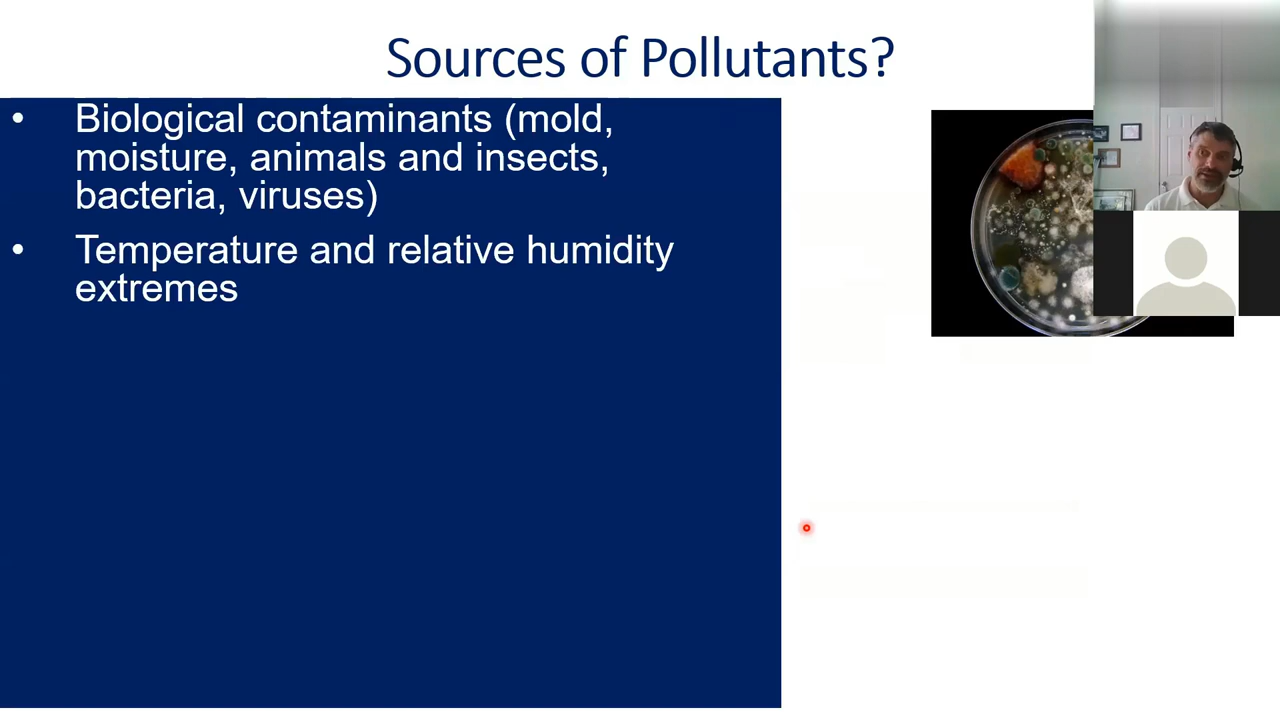 Sources of Pollutants?
• Biological contaminants (mold,
moisture, animals and insects,
bacteria, viruses)
• Temperature and relative humidity
extremes